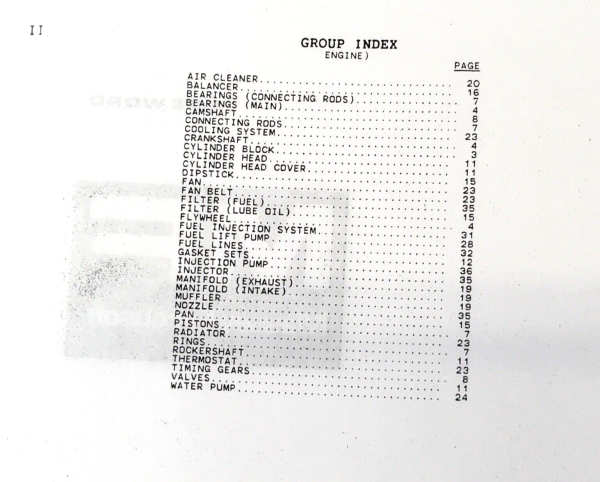 II
GROUP INDEX
ENGINE)
PAGE
AIR CLEANER........................ 20
BALANCER........................ 16
BEARINGS (CONNECTING RODS)........................ 7
BEARINGS (MAIN)........................ 4
CAMSHAFT........................ 8
CONNECTING RODS........................ 7
COOLING SYSTEM........................ 23
CRANKSHAFT........................ 4
CYLINDER BLOCK........................ 3
CYLINDER HEAD........................ 11
CYLINDER HEAD COVER........................ 11
DIPSTICK........................ 15
FAN........................ 23
FAN BELT........................ 23
FILTER (FUEL)........................ 35
FILTER (LUBE OIL)........................ 15
FLYWHEEL........................ 4
FUEL INJECTION SYSTEM........................ 31
FUEL LIFT PUMP........................ 28
FUEL LINES........................ 32
GASKET SETS........................ 12
INJECTION PUMP........................ 36
INJECTOR........................ 35
MANIFOLD (EXHAUST)........................ 19
MANIFOLD (INTAKE)........................ 19
MUFFLER........................ 19
NOZZLE........................ 35
PAN........................ 15
PISTONS........................ 7
RADIATOR........................ 23
RINGS........................ 7
ROCKERSHAFT........................ 11
THERMOSTAT........................ 23
TIMING GEARS........................ 8
VALVES........................ 11
WATER PUMP........................ 24